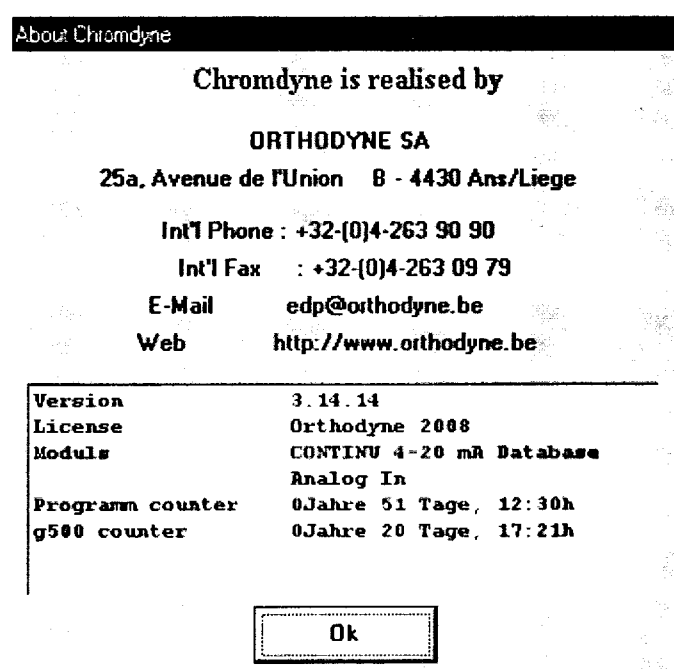 About Chromdyne
Chromdyne is realised by
ORTHODYNE SA
25a, Avenue de l'Union B - 4430 Ans/Liege
Int'l Phone : +32-(0)4-263 90 90
Int'l Fax : +32-(0)4-263 09 79
E-Mail edp@orthodyne.be
Web http://www.orthodyne.be
Version 3.14.14
License Orthodyne 2008
Moduls CONTINU 4-20 mA Database
Analog In
Programm counter 0Jahre 51 Tage, 12:30h
g500 counter 0Jahre 20 Tage, 17:21h
Ok